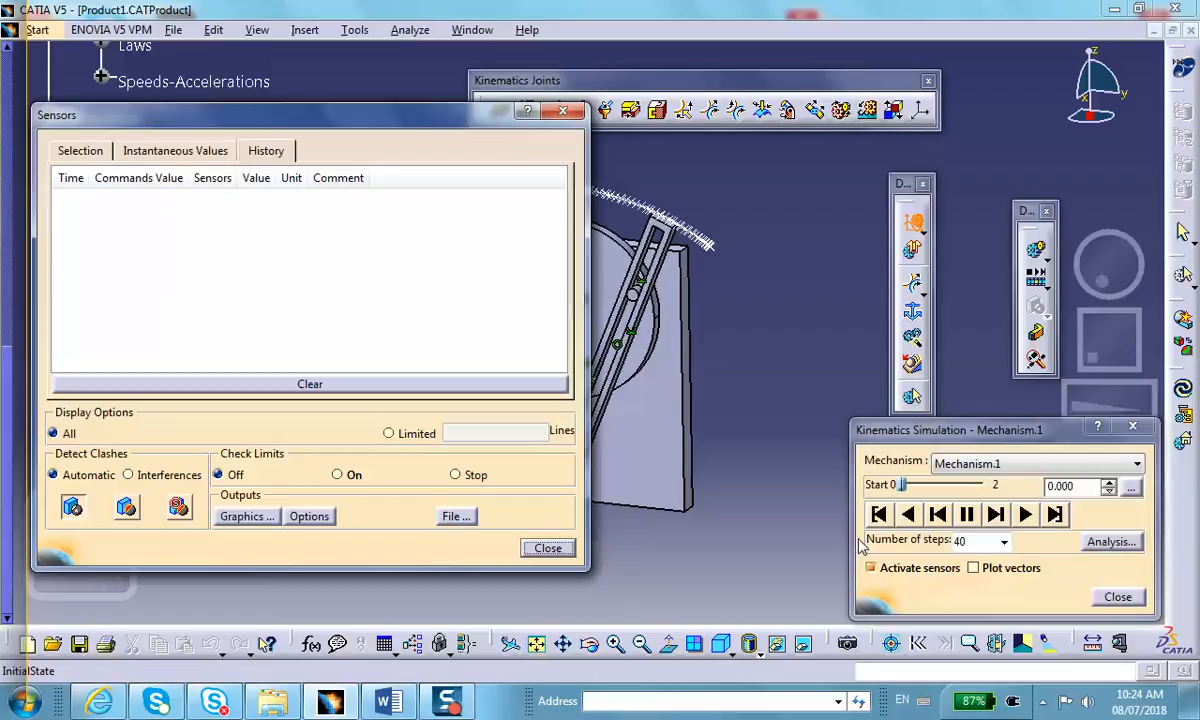 CATIA V5 - [Product1.CATProduct]
Start ENOVIA V5 VPM File Edit View Insert Tools Analyze Window Help
Laws
Speeds-Accelerations
Kinematics Joints
z
y
x
Sensors
Selection Instantaneous Values History
Time Commands Value Sensors Value Unit Comment
D...
D...
Clear
Display Options
All Limited Lines
Detect Clashes
Automatic Interferences
Check Limits
Off On Stop
Outputs
Graphics ... Options File ...
Close
Kinematics Simulation - Mechanism.1
Mechanism : Mechanism.1
Start 0 2 0.000 ...
Number of steps: 40 Analysis...
Activate sensors Plot vectors
Close
f(x)
CATIA
InitialState
Address
EN
87%
10:24 AM
08/07/2018